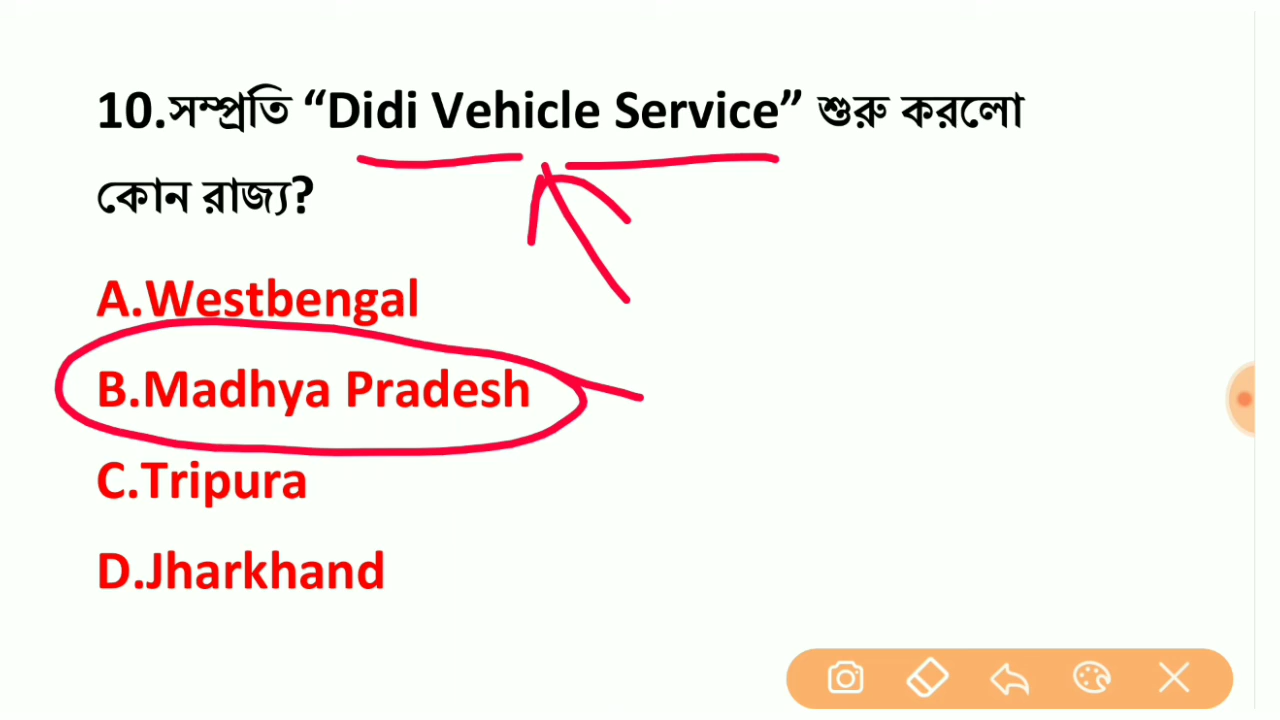 10.সম্প্রতি “Didi Vehicle Service” শুরু করলো
কোন রাজ্য?
A.Westbengal
B.Madhya Pradesh
C.Tripura
D.Jharkhand